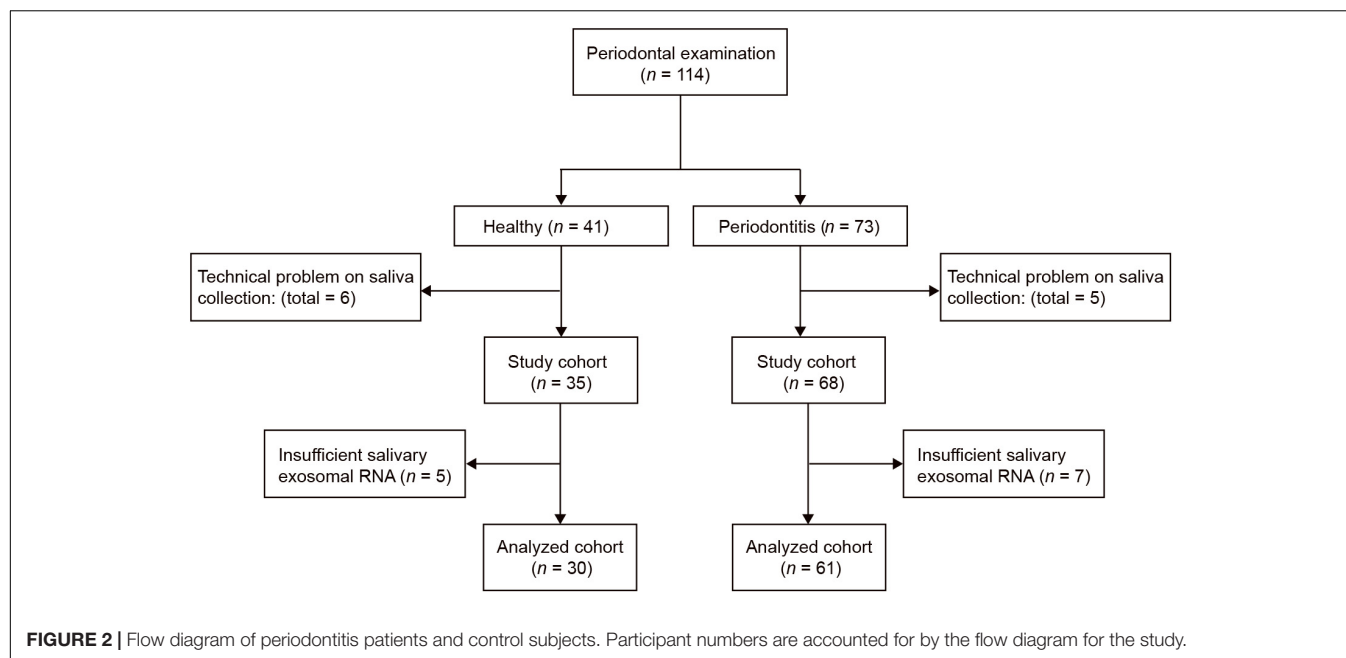 Periodontal examination
(n = 114)
Healthy (n = 41)
Periodontitis (n = 73)
Technical problem on saliva
collection: (total = 6)
Technical problem on saliva
collection: (total = 5)
Study cohort
(n = 35)
Study cohort
(n = 68)
Insufficient salivary
exosomal RNA (n = 5)
Insufficient salivary
exosomal RNA (n = 7)
Analyzed cohort
(n = 30)
Analyzed cohort
(n = 61)
FIGURE 2 | Flow diagram of periodontitis patients and control subjects. Participant numbers are accounted for by the flow diagram for the study.